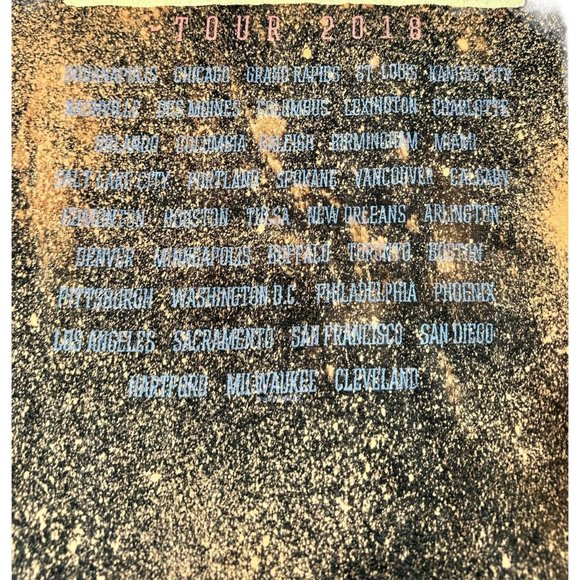 - TOUR 2018 -
INDIANAPOLIS CHICAGO GRAND RAPIDS ST. LOUIS KANSAS CITY
NASHVILLE DES MOINES COLUMBUS LEXINGTON CHARLOTTE
ORLANDO COLUMBIA RALEIGH BIRMINGHAM MIAMI
SALT LAKE CITY PORTLAND SPOKANE VANCOUVER CALGARY
EDMONTON HOUSTON TULSA NEW ORLEANS ARLINGTON
DENVER MINNEAPOLIS BUFFALO TORONTO BOSTON
PITTSBURGH WASHINGTON D.C. PHILADELPHIA PHOENIX
LOS ANGELES SACRAMENTO SAN FRANCISCO SAN DIEGO
HARTFORD MILWAUKEE CLEVELAND